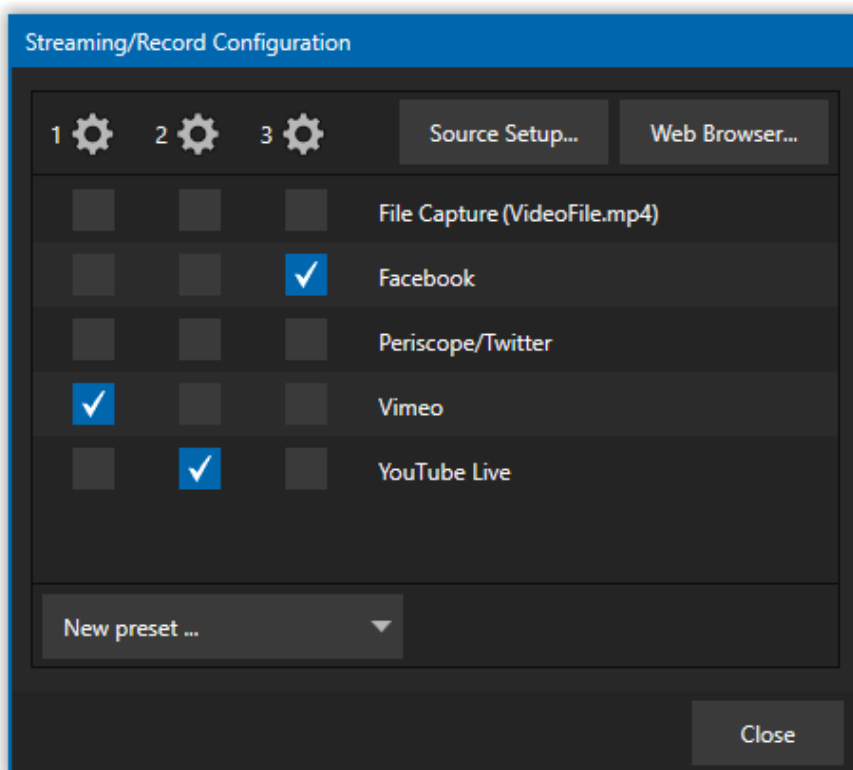 Streaming/Record Configuration
1 2 3 Source Setup... Web Browser...
File Capture (VideoFile.mp4)
Facebook
Periscope/Twitter
Vimeo
YouTube Live
New preset ...
Close